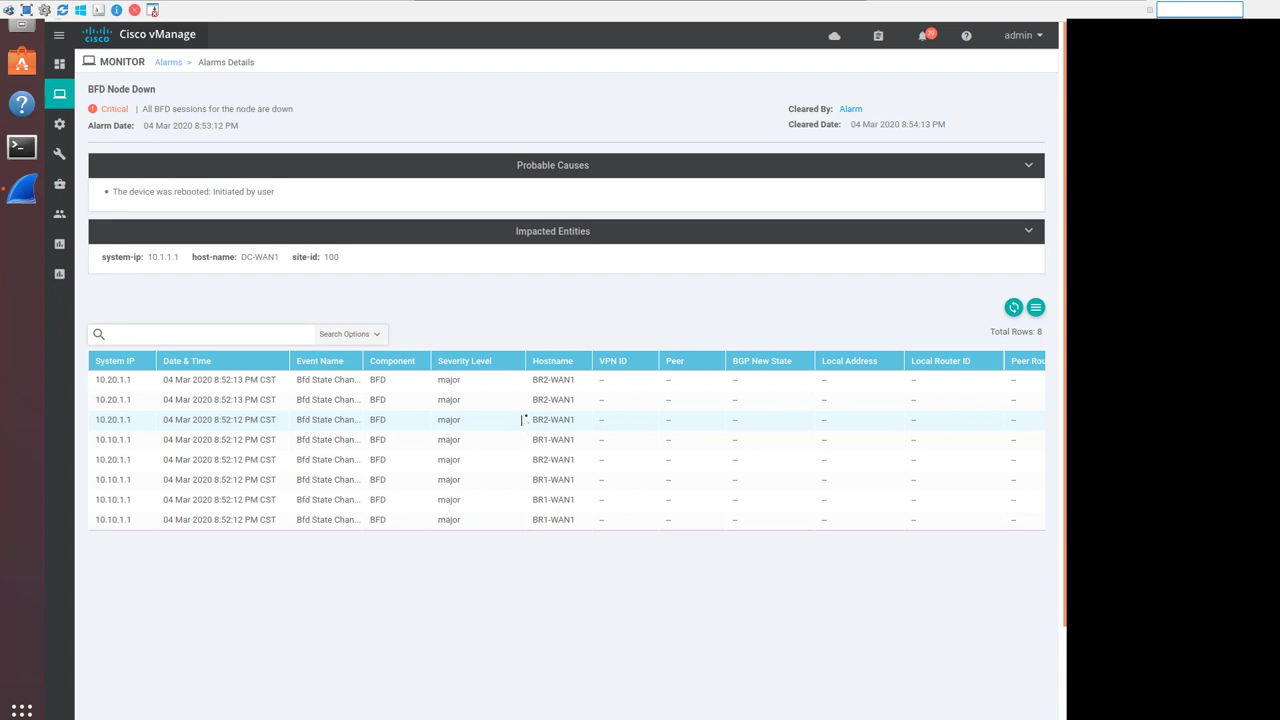 cisco Cisco vManage
20
admin
MONITOR Alarms > Alarms Details
BFD Node Down
Critical | All BFD sessions for the node are down
Cleared By: Alarm
Alarm Date: 04 Mar 2020 8:53:12 PM
Cleared Date: 04 Mar 2020 8:54:13 PM
Probable Causes
• The device was rebooted: Initiated by user
Impacted Entities
system-ip: 10.1.1.1 host-name: DC-WAN1 site-id: 100
Search Options
Total Rows: 8
System IP Date & Time Event Name Component Severity Level Hostname VPN ID Peer BGP New State Local Address Local Router ID Peer Rou
10.20.1.1 04 Mar 2020 8:52:13 PM CST Bfd State Chan... BFD major BR2-WAN1 -- -- -- -- -- --
10.20.1.1 04 Mar 2020 8:52:13 PM CST Bfd State Chan... BFD major BR2-WAN1 -- -- -- -- -- --
10.20.1.1 04 Mar 2020 8:52:12 PM CST Bfd State Chan... BFD major BR2-WAN1 -- -- -- -- -- --
10.10.1.1 04 Mar 2020 8:52:12 PM CST Bfd State Chan... BFD major BR1-WAN1 -- -- -- -- -- --
10.20.1.1 04 Mar 2020 8:52:12 PM CST Bfd State Chan... BFD major BR2-WAN1 -- -- -- -- -- --
10.10.1.1 04 Mar 2020 8:52:12 PM CST Bfd State Chan... BFD major BR1-WAN1 -- -- -- -- -- --
10.10.1.1 04 Mar 2020 8:52:12 PM CST Bfd State Chan... BFD major BR1-WAN1 -- -- -- -- -- --
10.10.1.1 04 Mar 2020 8:52:12 PM CST Bfd State Chan... BFD major BR1-WAN1 -- -- -- -- -- --